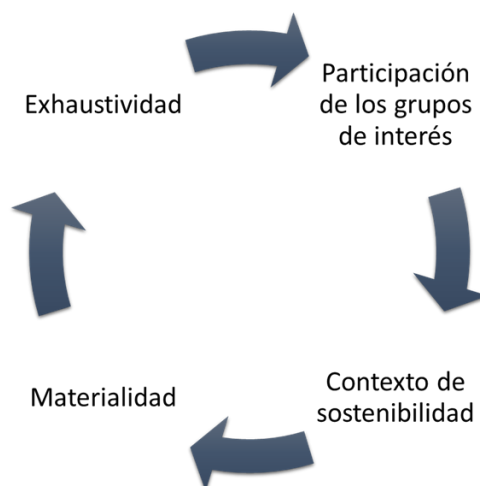 Exhaustividad
Participación
de los grupos
de interés
Contexto de
sostenibilidad
Materialidad